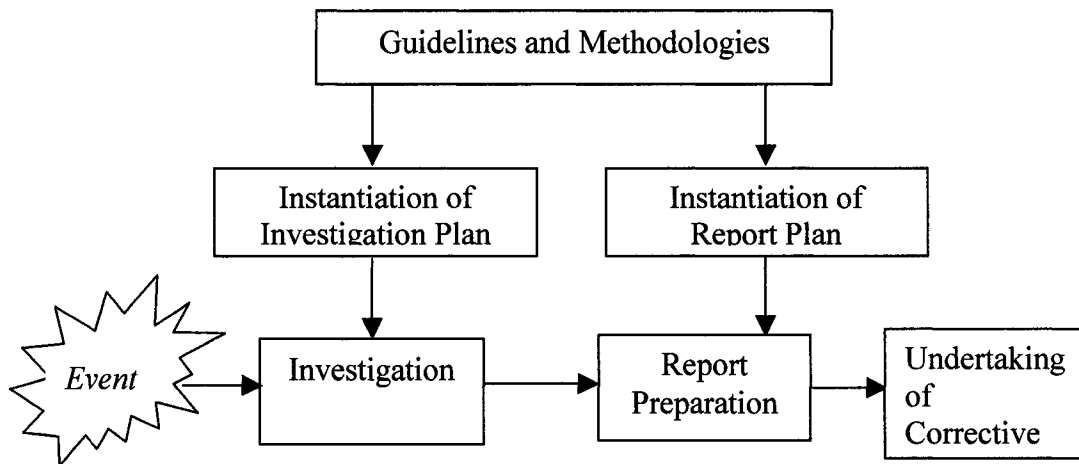 Guidelines and Methodologies
Instantiation of
Investigation Plan
Instantiation of
Report Plan
Event
Investigation
Report
Preparation
Undertaking
of
Corrective